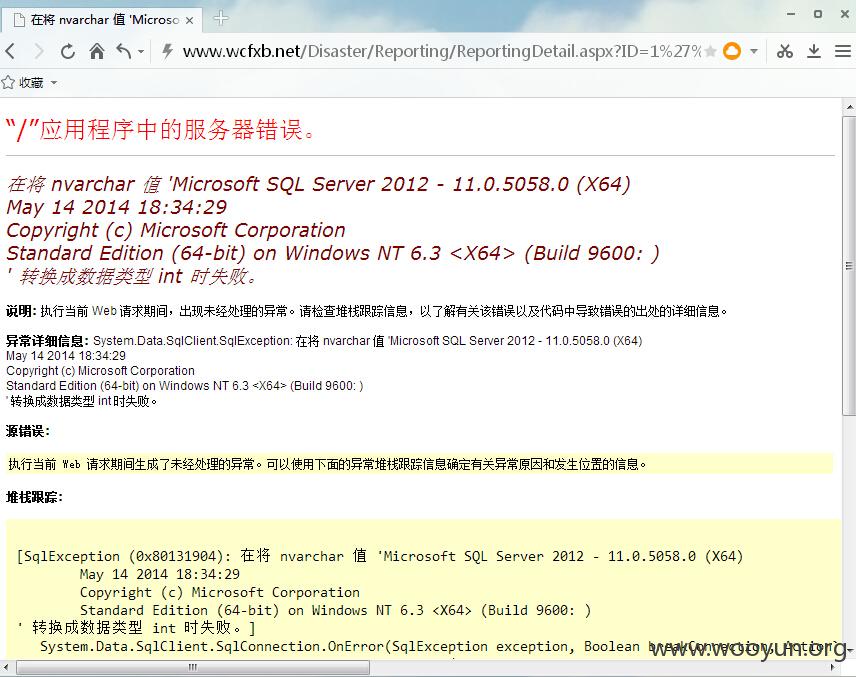 在将 nvarchar 值 'Microso
www.wcfxb.net/Disaster/Reporting/ReportingDetail.aspx?ID=1%27%
收藏
“/”应用程序中的服务器错误。
在将 nvarchar 值 'Microsoft SQL Server 2012 - 11.0.5058.0 (X64)
May 14 2014 18:34:29
Copyright (c) Microsoft Corporation
Standard Edition (64-bit) on Windows NT 6.3 <X64> (Build 9600: )
' 转换成数据类型 int 时失败。
说明: 执行当前 Web 请求期间，出现未经处理的异常。请检查堆栈跟踪信息，以了解有关该错误以及代码中导致错误的出处的详细信息。
异常详细信息: System.Data.SqlClient.SqlException: 在将 nvarchar 值 'Microsoft SQL Server 2012 - 11.0.5058.0 (X64)
May 14 2014 18:34:29
Copyright (c) Microsoft Corporation
Standard Edition (64-bit) on Windows NT 6.3 <X64> (Build 9600: )
' 转换成数据类型 int 时失败。
源错误:
执行当前 Web 请求期间生成了未经处理的异常。可以使用下面的异常堆栈跟踪信息确定有关异常原因和发生位置的信息。
堆栈跟踪:
[SqlException (0x80131904): 在将 nvarchar 值 'Microsoft SQL Server 2012 - 11.0.5058.0 (X64)
May 14 2014 18:34:29
Copyright (c) Microsoft Corporation
Standard Edition (64-bit) on Windows NT 6.3 <X64> (Build 9600: )
' 转换成数据类型 int 时失败。]
System.Data.SqlClient.SqlConnection.OnError(SqlException exception, Boolean breakConnection, Action`
www.wooyun.org